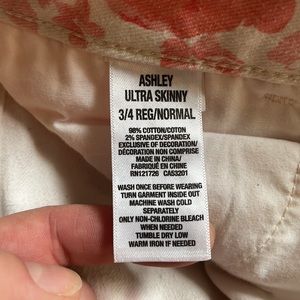 ASHLEY
ULTRA SKINNY
3/4 REG/NORMAL
98% COTTON/COTON
2% SPANDEX/SPANDEX
EXCLUSIVE OF DECORATION/
DÉCORATION NON COMPRISE
MADE IN CHINA/
FABRIQUÉ EN CHINE
RN121726 CA53201
WASH ONCE BEFORE WEARING
TURN GARMENT INSIDE OUT
MACHINE WASH COLD
SEPARATELY
ONLY NON-CHLORINE BLEACH
WHEN NEEDED
TUMBLE DRY LOW
WARM IRON IF NEEDED